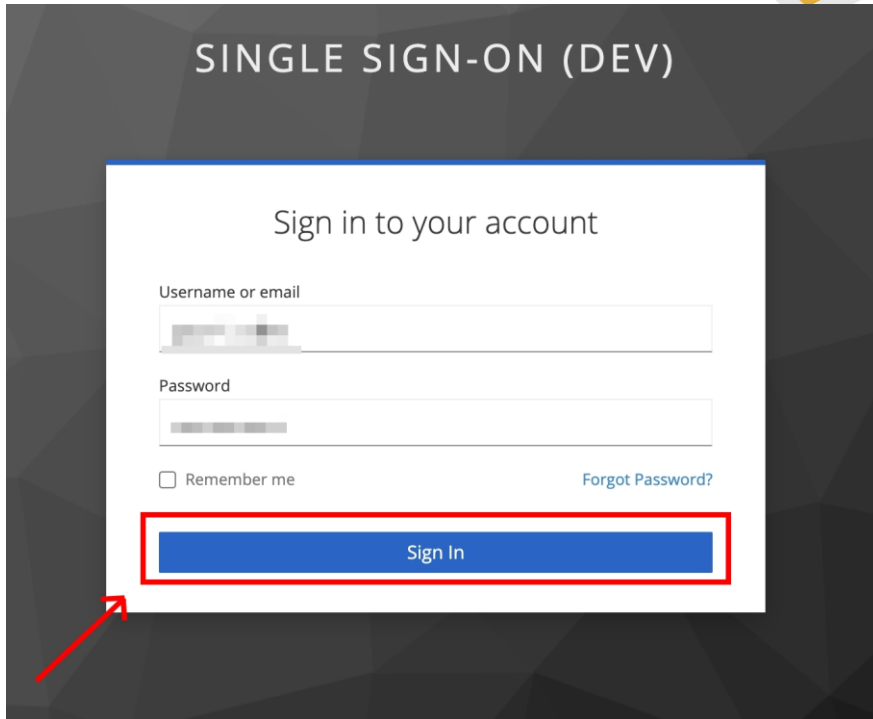 SINGLE SIGN-ON (DEV)
Sign in to your account
Username or email
Password
Remember me
Forgot Password?
Sign In